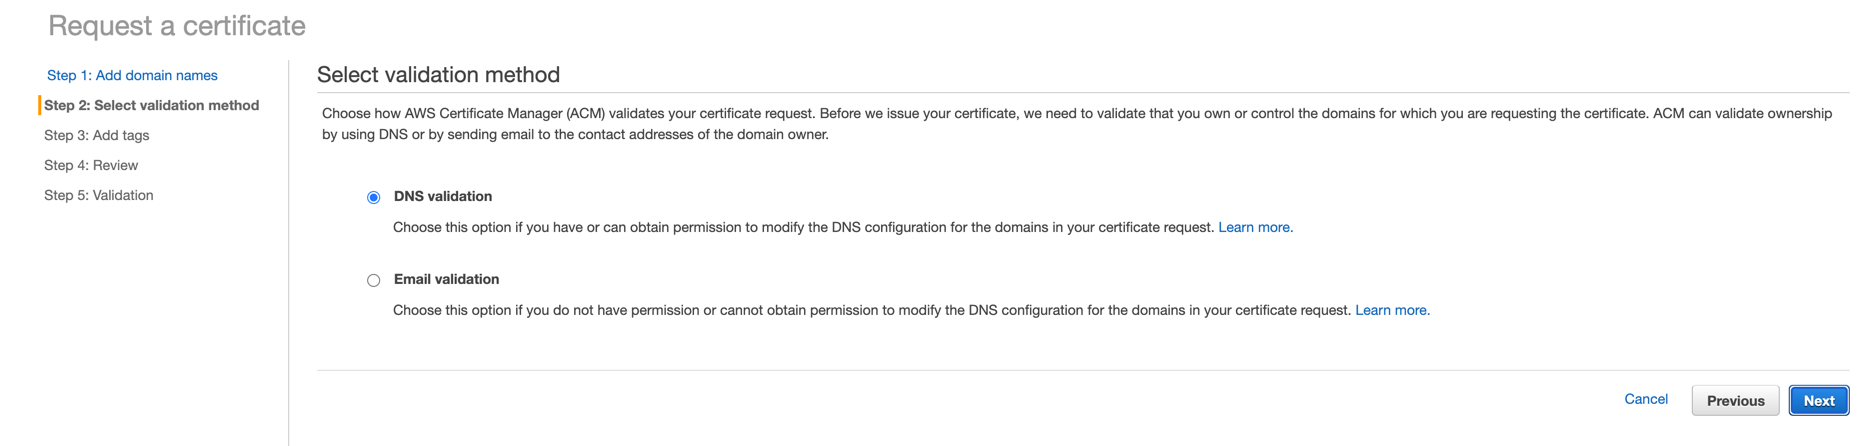 Request a certificate
Step 1: Add domain names
Step 2: Select validation method
Step 3: Add tags
Step 4: Review
Step 5: Validation
Select validation method
Choose how AWS Certificate Manager (ACM) validates your certificate request. Before we issue your certificate, we need to validate that you own or control the domains for which you are requesting the certificate. ACM can validate ownership
by using DNS or by sending email to the contact addresses of the domain owner.
DNS validation
Choose this option if you have or can obtain permission to modify the DNS configuration for the domains in your certificate request. Learn more.
Email validation
Choose this option if you do not have permission or cannot obtain permission to modify the DNS configuration for the domains in your certificate request. Learn more.
Cancel Previous Next